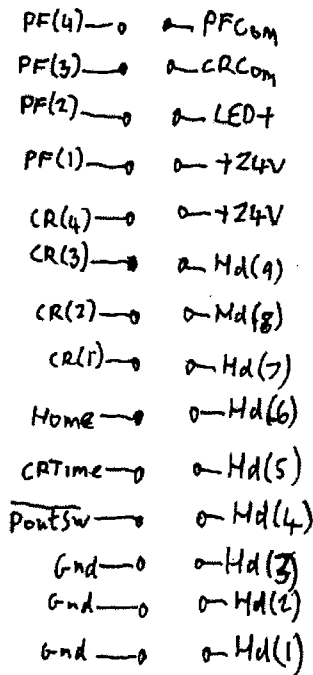 PF(4) PFCom
PF(3) CRCom
PF(2) LED+
PF(1) +24V
CR(4) +24V
CR(3) Hd(9)
CR(2) Hd(8)
CR(1) Hd(7)
Home Hd(6)
CRTime Hd(5)
Hd(4)
Gnd Hd(3)
Gnd Hd(2)
Gnd Hd(1)